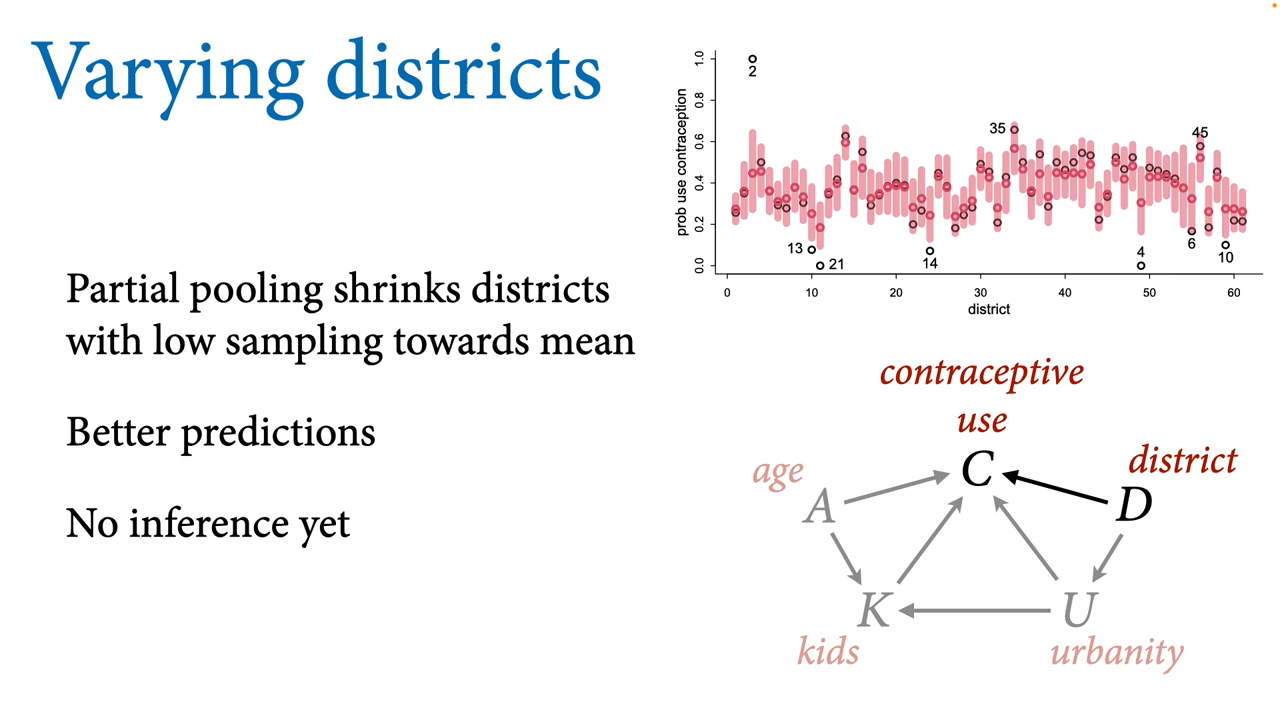 Varying districts
Partial pooling shrinks districts
with low sampling towards mean
Better predictions
No inference yet
prob use contraception
1.0
0.8
0.6
0.4
0.2
0.0
2
13
21
14
35
4
45
6
10
0
10
20
30
40
50
60
district
contraceptive
use
age
A
C
district
D
K
U
kids
urbanity